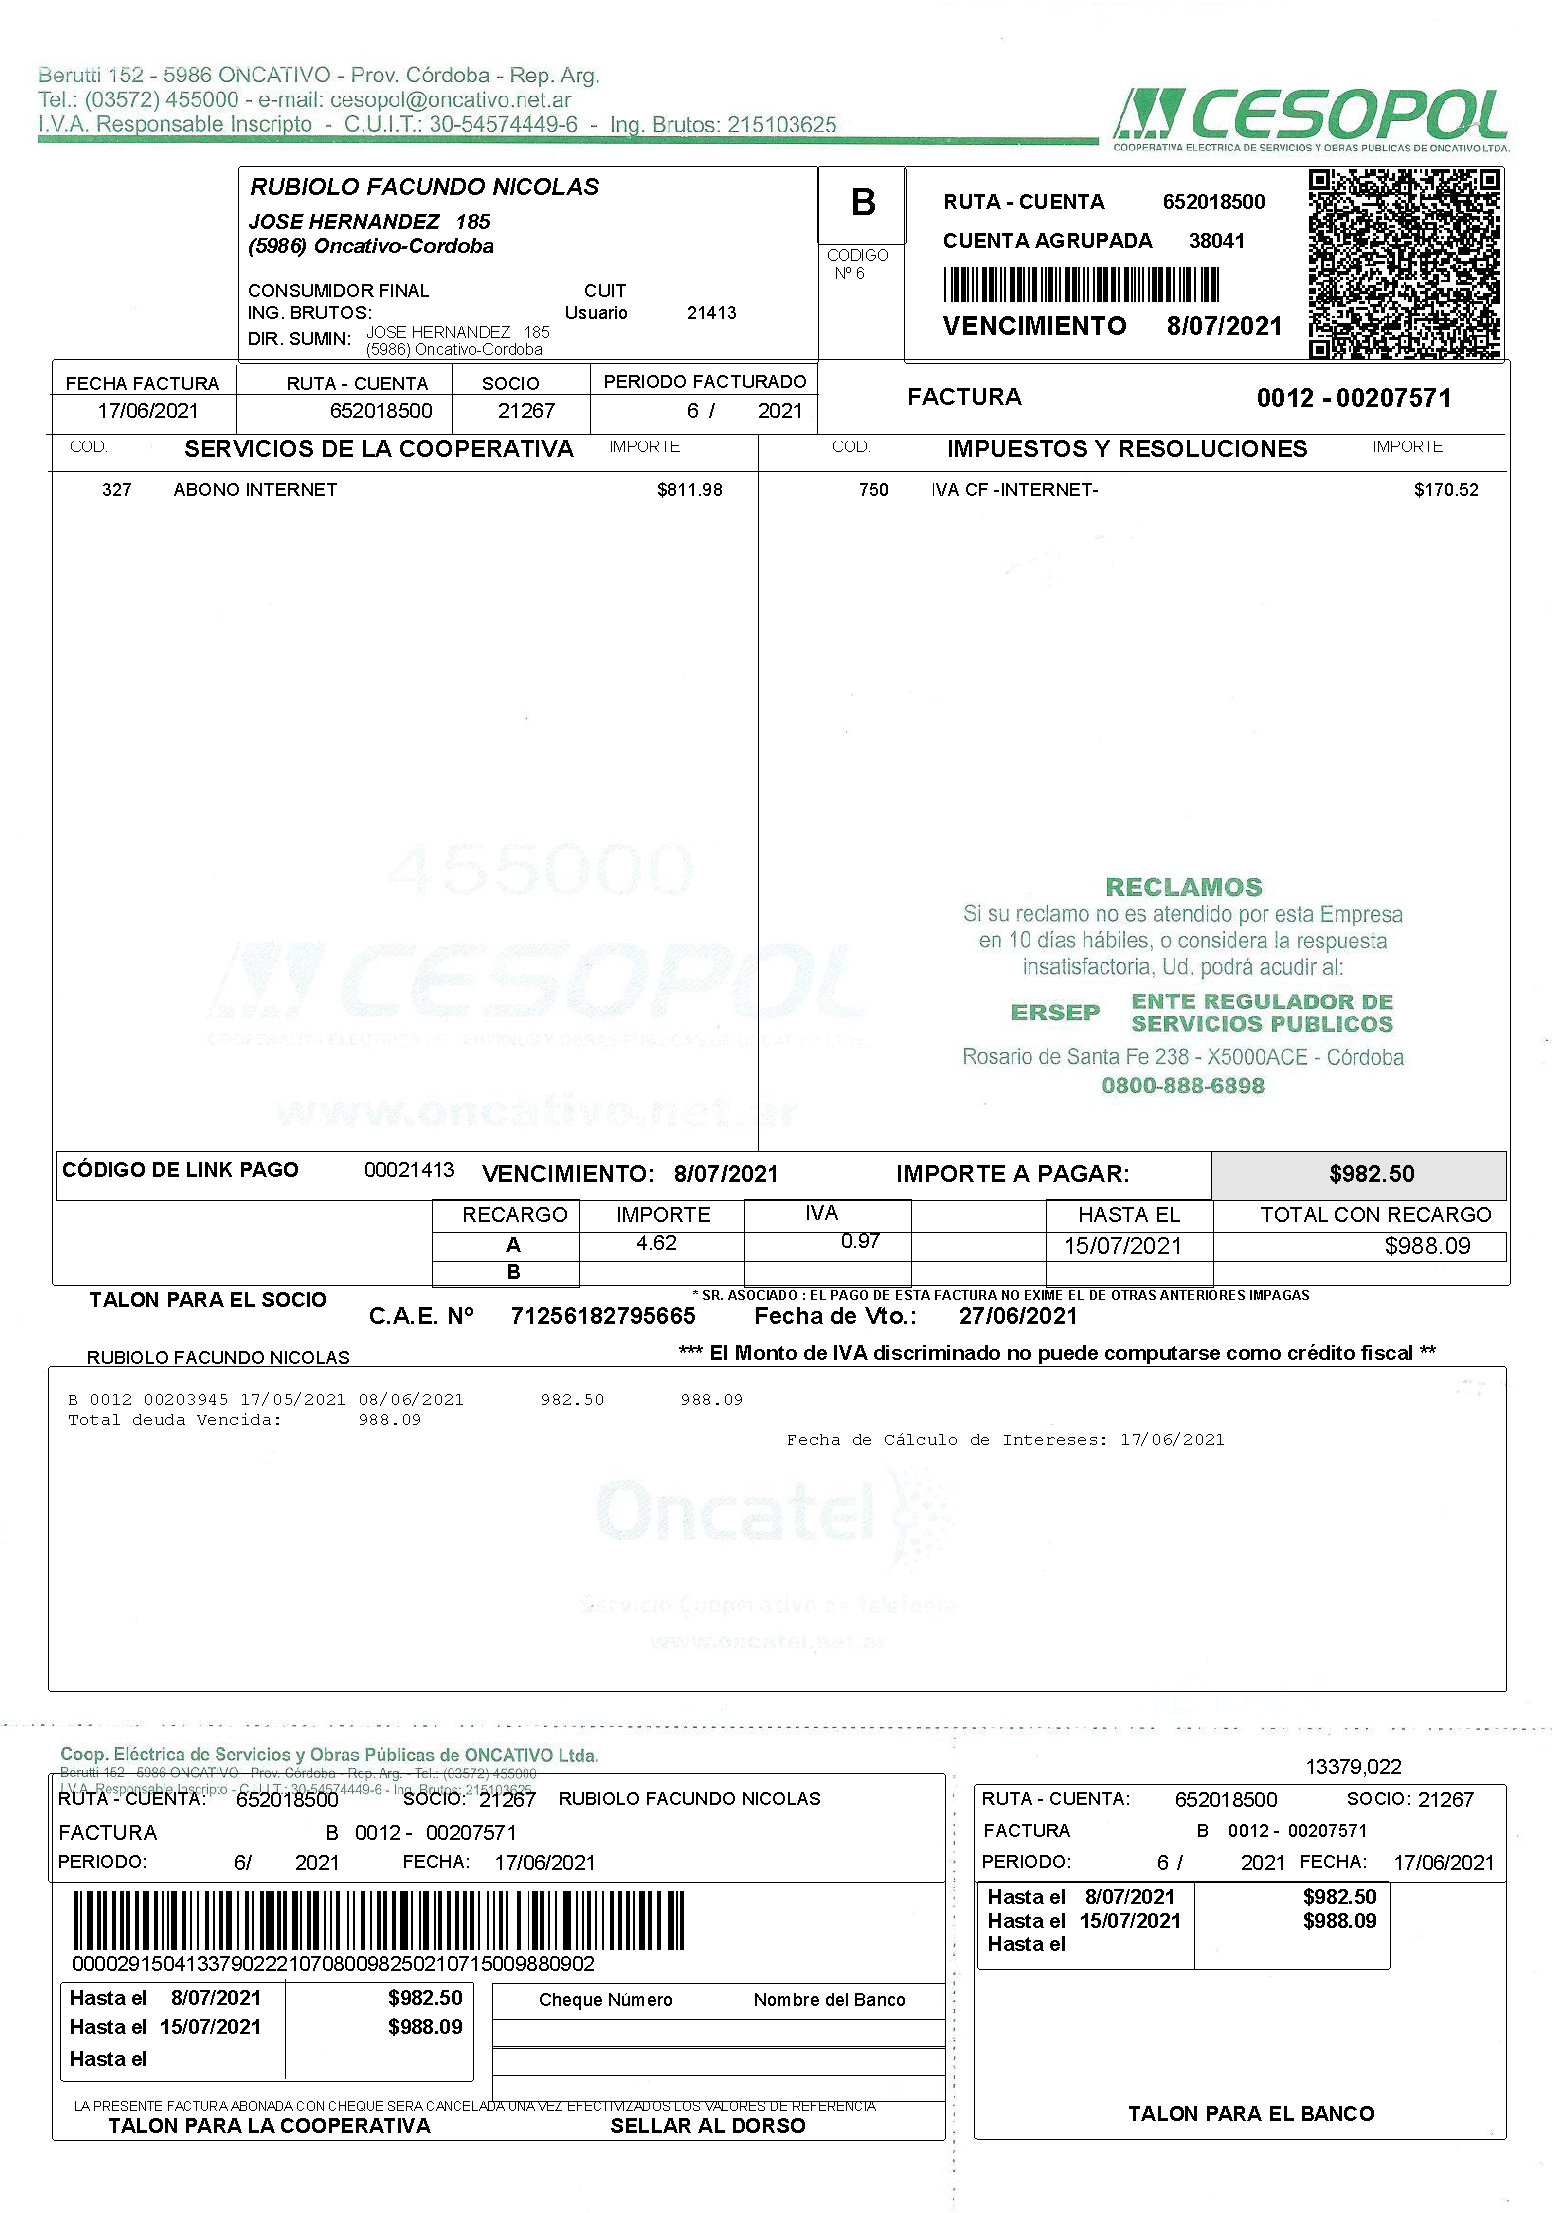 Berutti 152 - 5986 ONCATIVO - Prov. Córdoba - Rep. Arg.
Tel.: (03572) 455000 - e-mail: cesopol@oncativo.net.ar
I.V.A. Responsable Inscripto - C.U.I.T.: 30-54574449-6 - Ing. Brutos: 215103625
CESOPOL
COOPERATIVA ELECTRICA DE SERVICIOS Y OBRAS PUBLICAS DE ONCATIVO LTDA.
RUBIOLO FACUNDO NICOLAS
JOSE HERNANDEZ 185
(5986) Oncativo-Cordoba
CONSUMIDOR FINAL CUIT
ING. BRUTOS: Usuario 21413
DIR. SUMIN: JOSE HERNANDEZ 185
(5986) Oncativo-Cordoba
B
CODIGO
Nº 6
RUTA - CUENTA 652018500
CUENTA AGRUPADA 38041
VENCIMIENTO 8/07/2021
FECHA FACTURA RUTA - CUENTA SOCIO PERIODO FACTURADO
17/06/2021 652018500 21267 6 / 2021
FACTURA 0012 - 00207571
COD. SERVICIOS DE LA COOPERATIVA IMPORTE COD. IMPUESTOS Y RESOLUCIONES IMPORTE
327 ABONO INTERNET $811.98 750 IVA CF -INTERNET- $170.52
455000
CESOPOL
COOPERATIVA ELECTRICA DE SERVICIOS Y OBRAS PUBLICAS DE ONCATIVO LTDA.
www.oncativo.net.ar
RECLAMOS
Si su reclamo no es atendido por esta Empresa
en 10 días hábiles, o considera la respuesta
insatisfactoria, Ud. podrá acudir al:
ERSEP ENTE REGULADOR DE
SERVICIOS PUBLICOS
Rosario de Santa Fe 238 - X5000ACE - Córdoba
0800-888-6898
CÓDIGO DE LINK PAGO 00021413 VENCIMIENTO: 8/07/2021 IMPORTE A PAGAR: $982.50
RECARGO IMPORTE IVA HASTA EL TOTAL CON RECARGO
A 4.62 0.97 15/07/2021 $988.09
B
TALON PARA EL SOCIO
* SR. ASOCIADO : EL PAGO DE ESTA FACTURA NO EXIME EL DE OTRAS ANTERIORES IMPAGAS
C.A.E. Nº 71256182795665 Fecha de Vto.: 27/06/2021
RUBIOLO FACUNDO NICOLAS
*** El Monto de IVA discriminado no puede computarse como crédito fiscal **
B 0012 00203945 17/05/2021 08/06/2021 982.50 988.09
Total deuda Vencida: 988.09
Fecha de Cálculo de Intereses: 17/06/2021
Oncatel
Servicio Cooperativo de Telefonía
www.oncatel.net.ar
Coop. Eléctrica de Servicios y Obras Públicas de ONCATIVO Ltda.
Berutti 152 - 5986 ONCATIVO - Prov. Córdoba - Rep. Arg. - Tel.: (03572) 455000
I.V.A. Responsable Inscripto - C.U.I.T.: 30-54574449-6 - Ing. Brutos: 215103625
RUTA - CUENTA: 652018500 SOCIO: 21267 RUBIOLO FACUNDO NICOLAS
FACTURA B 0012 - 00207571
PERIODO: 6/ 2021 FECHA: 17/06/2021
00002915041337902221070800982502107150098809​02
Hasta el 8/07/2021 $982.50
Hasta el 15/07/2021 $988.09
Hasta el
Cheque Número Nombre del Banco
LA PRESENTE FACTURA ABONADA CON CHEQUE SERA CANCELADA UNA VEZ EFECTIVIZADOS LOS VALORES DE REFERENCIA
TALON PARA LA COOPERATIVA SELLAR AL DORSO
13379,022
RUTA - CUENTA: 652018500 SOCIO: 21267
FACTURA B 0012 - 00207571
PERIODO: 6 / 2021 FECHA: 17/06/2021
Hasta el 8/07/2021 $982.50
Hasta el 15/07/2021 $988.09
Hasta el
TALON PARA EL BANCO